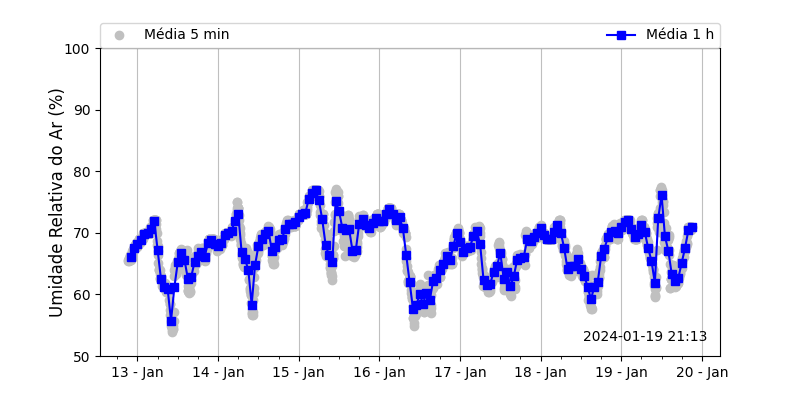 Média 5 min
Média 1 h
Umidade Relativa do Ar (%)
100
90
80
70
60
50
2024-01-19 21:13
13 - Jan
14 - Jan
15 - Jan
16 - Jan
17 - Jan
18 - Jan
19 - Jan
20 - Jan